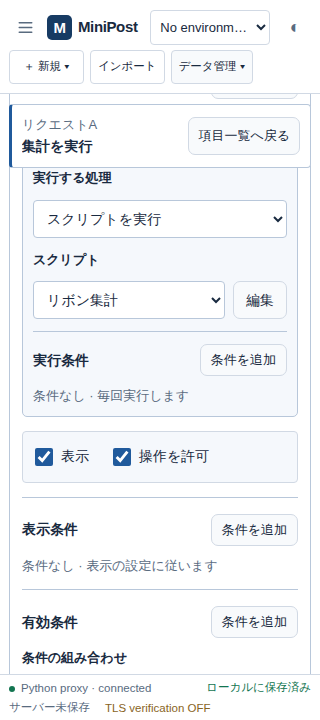 M MiniPost No environm…
＋ 新規 ▾ インポート データ管理 ▾
リクエストA
集計を実行
項目一覧へ戻る
実行する処理
スクリプトを実行
スクリプト
リボン集計 編集
実行条件 条件を追加
条件なし · 毎回実行します
表示 操作を許可
表示条件 条件を追加
条件なし · 表示の設定に従います
有効条件 条件を追加
条件の組み合わせ
Python proxy · connected ローカルに保存済み
サーバー未保存 TLS verification OFF